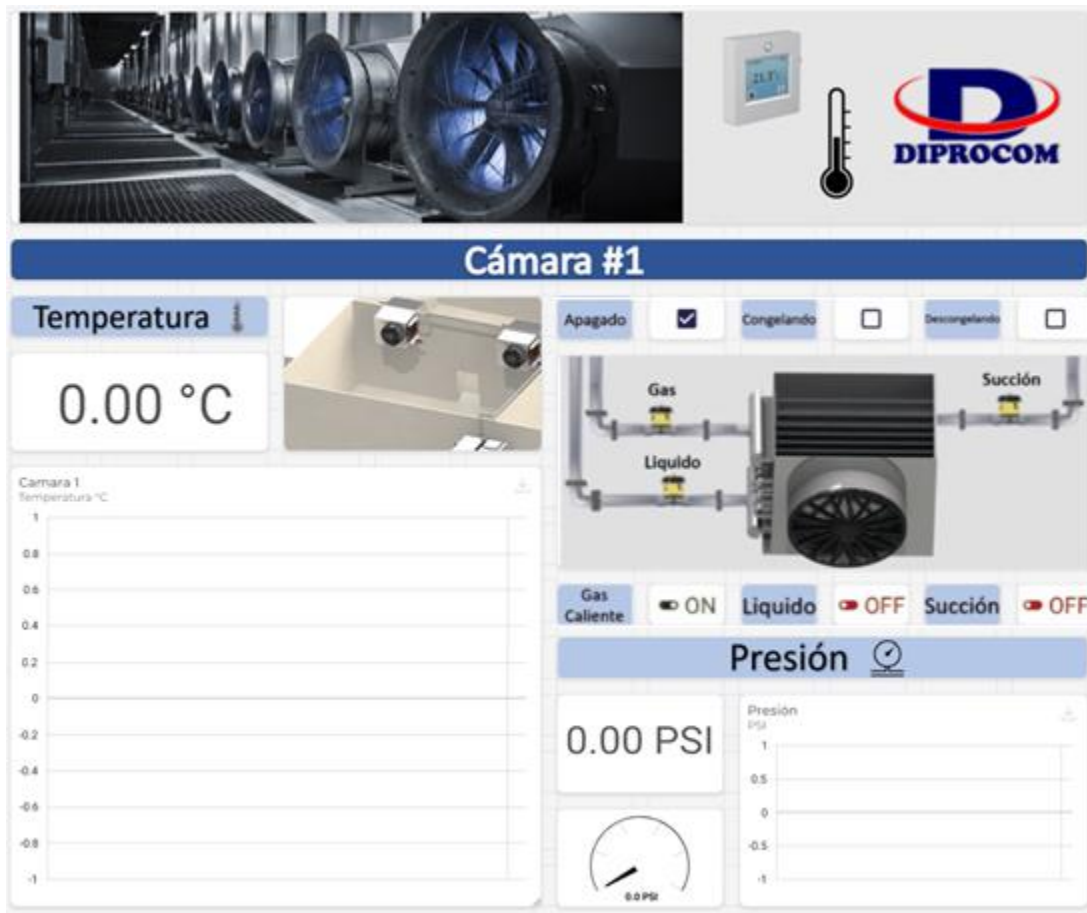 DIPROCOM
Cámara #1
Temperatura
0.00 °C
Apagado
Congelando
Descongelando
Gas
Succión
Liquido
Camara 1
Temperatura °C
1
0.8
0.6
0.4
0.2
0
-0.2
-0.4
-0.6
-0.8
-1
Gas
Caliente
ON
Liquido
OFF
Succión
OFF
Presión
0.00 PSI
Presión
PSI
1
0.5
0
-0.5
-1
0.0 PSI